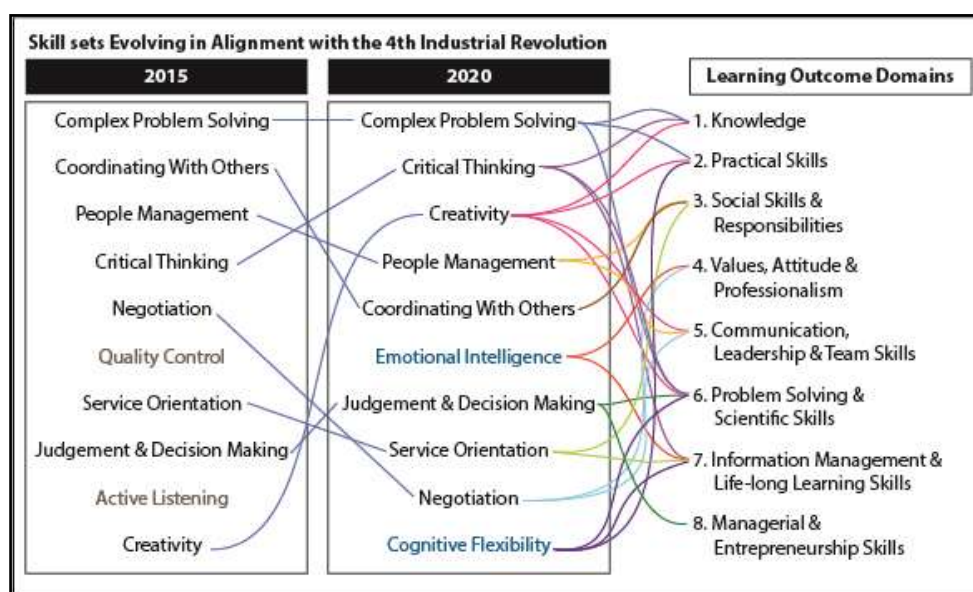 Skill sets Evolving in Alignment with the 4th Industrial Revolution
2015
Complex Problem Solving
Coordinating With Others
People Management
Critical Thinking
Negotiation
Quality Control
Service Orientation
Judgement & Decision Making
Active Listening
Creativity
2020
Complex Problem Solving
Critical Thinking
Creativity
People Management
Coordinating With Others
Emotional Intelligence
Judgement & Decision Making
Service Orientation
Negotiation
Cognitive Flexibility
Learning Outcome Domains
1. Knowledge
2. Practical Skills
3. Social Skills &
Responsibilities
4. Values, Attitude &
Professionalism
5. Communication,
Leadership & Team Skills
6. Problem Solving &
Scientific Skills
7. Information Management &
Life-long Learning Skills
8. Managerial &
Entrepreneurship Skills